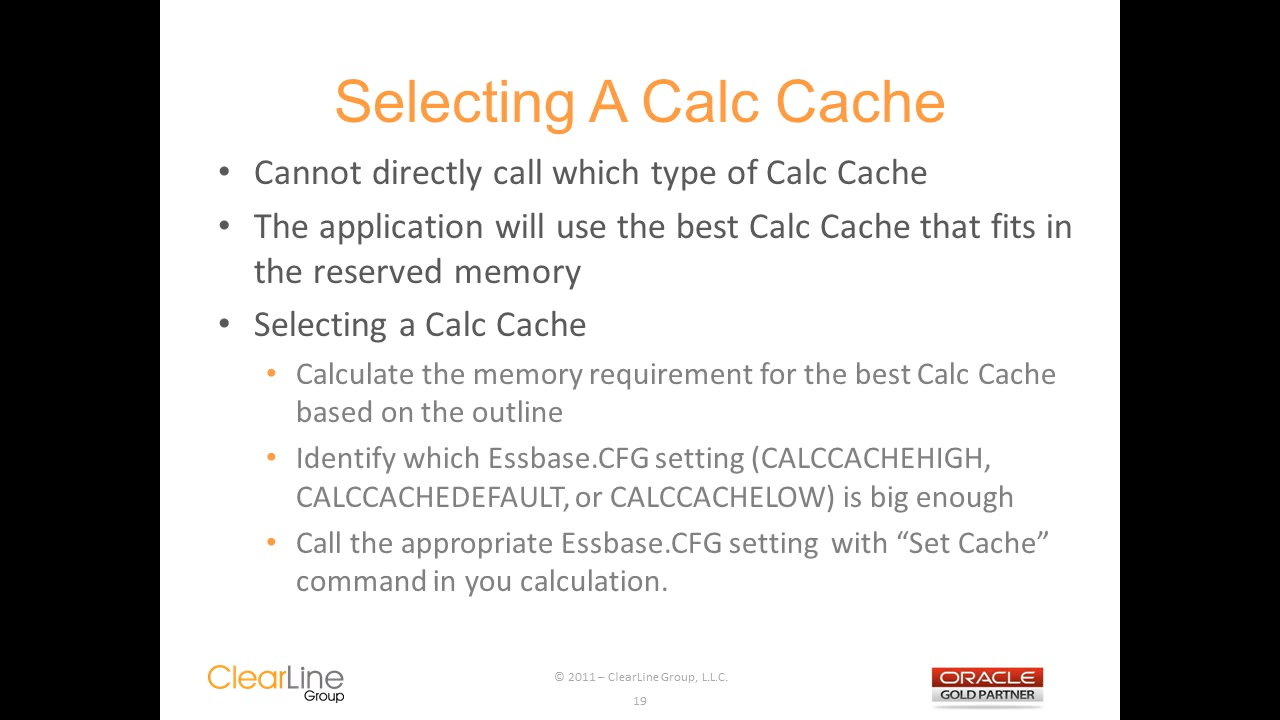 Selecting A Calc Cache
• Cannot directly call which type of Calc Cache
• The application will use the best Calc Cache that fits in
the reserved memory
• Selecting a Calc Cache
• Calculate the memory requirement for the best Calc Cache
based on the outline
• Identify which Essbase.CFG setting (CALCCACHEHIGH,
CALCCACHEDEFAULT, or CALCCACHELOW) is big enough
• Call the appropriate Essbase.CFG setting with “Set Cache”
command in you calculation.
ClearLine
Group
© 2011 – ClearLine Group, L.L.C.
19
ORACLE
GOLD PARTNER